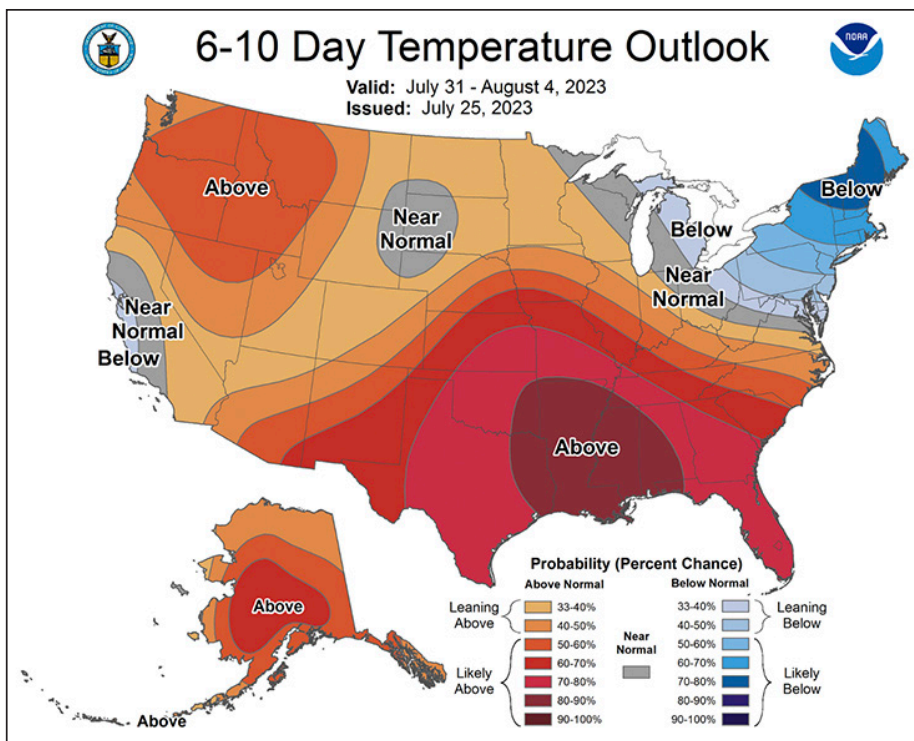 6-10 Day Temperature Outlook
NOAA
Valid: July 31 - August 4, 2023
Issued: July 25, 2023
Above
Near
Normal
Below
Below
Near
Normal
Near
Normal
Below
Above
Above
Above
Probability (Percent Chance)
Above Normal
Below Normal
Leaning
Above
33-40%
40-50%
Likely
Above
50-60%
60-70%
70-80%
80-90%
90-100%
Near
Normal
33-40%
40-50%
Leaning
Below
50-60%
60-70%
70-80%
80-90%
90-100%
Likely
Below